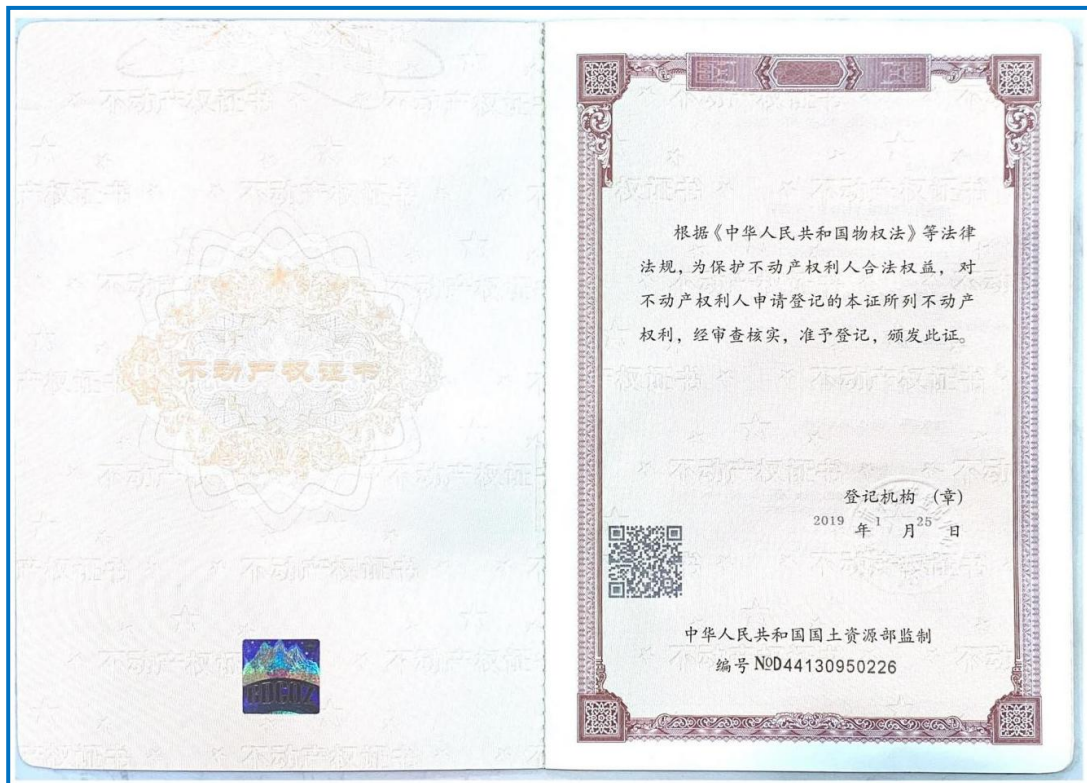 不动产权证书
根据《中华人民共和国物权法》等法律
法规，为保护不动产权利人合法权益，对
不动产权利人申请登记的本证所列不动产
权利，经审查核实，准予登记，颁发此证。
登记机构 （章）
2019 年 1 月 25 日
中华人民共和国国土资源部监制
编号 №D44130950226